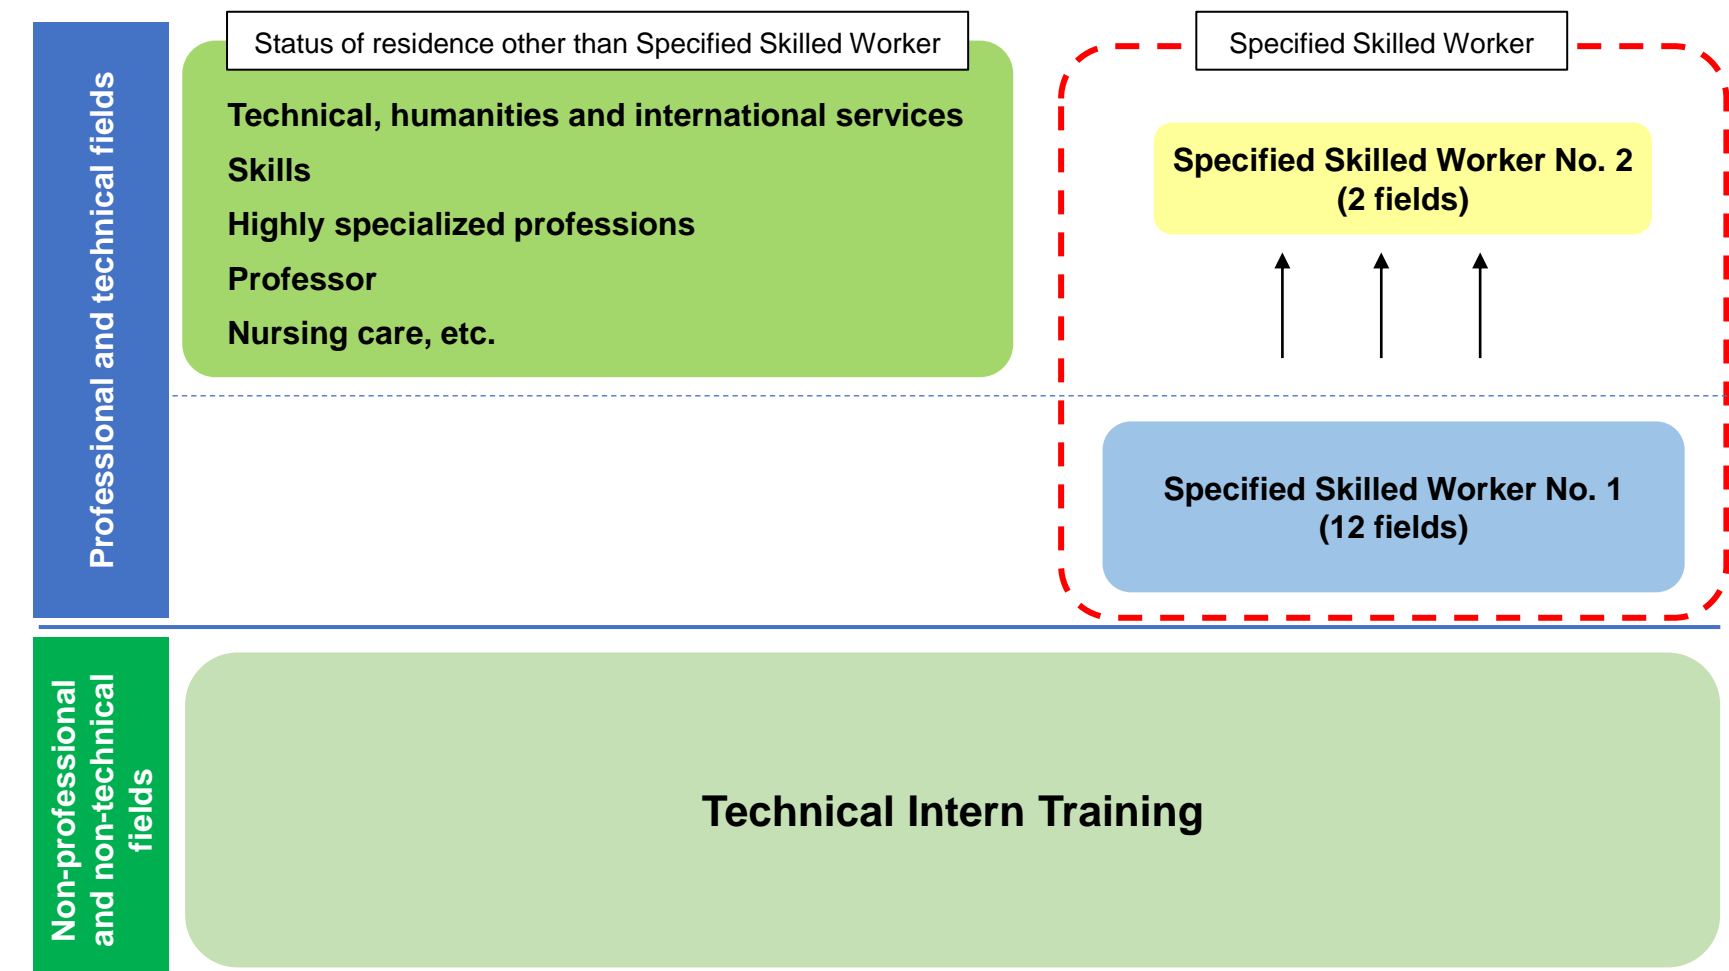 Professional and technical fields
Status of residence other than Specified Skilled Worker
Technical, humanities and international services
Skills
Highly specialized professions
Professor
Nursing care, etc.
Specified Skilled Worker
Specified Skilled Worker No. 2
(2 fields)
Specified Skilled Worker No. 1
(12 fields)
Non-professional
and non-technical
fields
Technical Intern Training